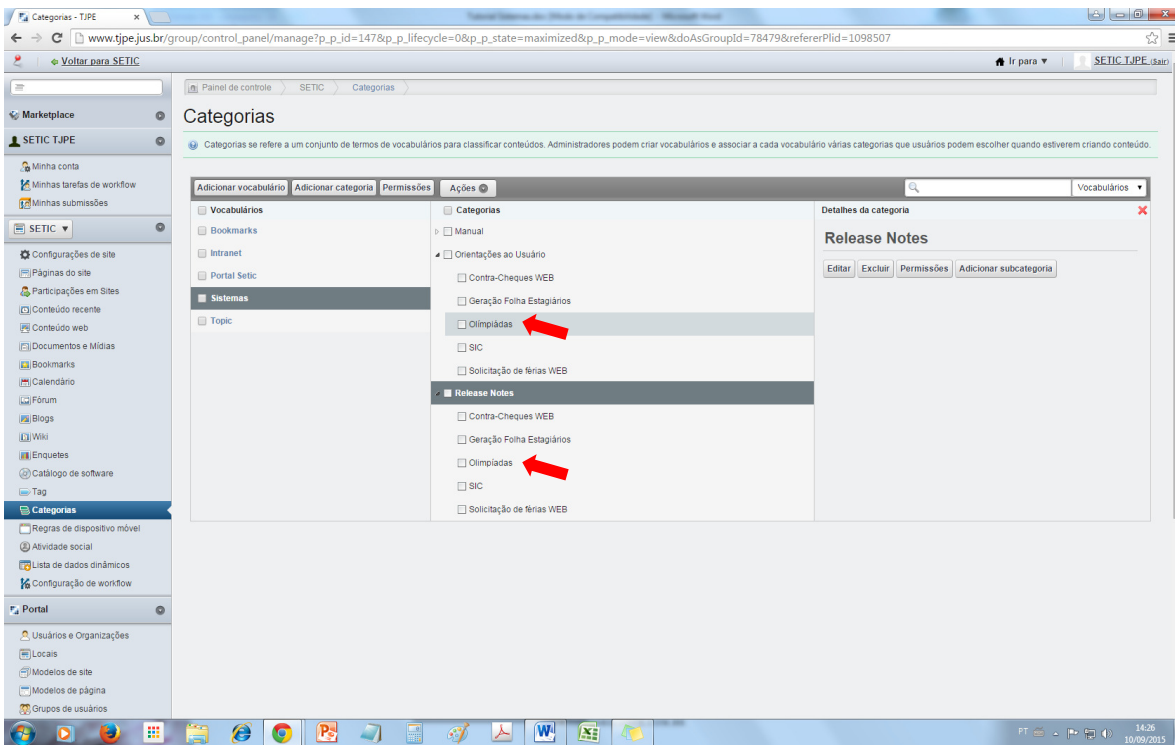 Categorias - TJPE
Tutorial Sistemas.doc [Modo de Compatibilidade] - Microsoft Word
www.tjpe.jus.br/group/control_panel/manage?p_p_id=147&p_p_lifecycle=0&p_p_state=maximized&p_p_mode=view&doAsGroupId=78479&refererPlid=1098507
Voltar para SETIC
Ir para ▼
SETIC TJPE (Sair)
Marketplace
SETIC TJPE
Minha conta
Minhas tarefas de workflow
Minhas submissões
SETIC ▼
Configurações de site
Páginas do site
Participações em Sites
Conteúdo recente
Conteúdo web
Documentos e Mídias
Bookmarks
Calendário
Fórum
Blogs
Wiki
Enquetes
Catálogo de software
Tag
Categorias
Regras de dispositivo móvel
Atividade social
Lista de dados dinâmicos
Configuração de workflow
Portal
Usuários e Organizações
Locais
Modelos de site
Modelos de página
Grupos de usuários
Painel de controle SETIC Categorias
Categorias
Categorias se refere a um conjunto de termos de vocabulários para classificar conteúdos. Administradores podem criar vocabulários e associar a cada vocabulário várias categorias que usuários podem escolher quando estiverem criando conteúdo.
Adicionar vocabulário Adicionar categoria Permissões Ações
Vocabulários ▼
Vocabulários
Bookmarks
Intranet
Portal Setic
Sistemas
Topic
Categorias
Manual
Orientações ao Usuário
Contra-Cheques WEB
Geração Folha Estagiários
Olímpiádas
SIC
Solicitação de férias WEB
Release Notes
Contra-Cheques WEB
Geração Folha Estagiários
Olimpíadas
SIC
Solicitação de férias WEB
Detalhes da categoria
Release Notes
Editar Excluir Permissões Adicionar subcategoria
PT
14:26
10/09/2015